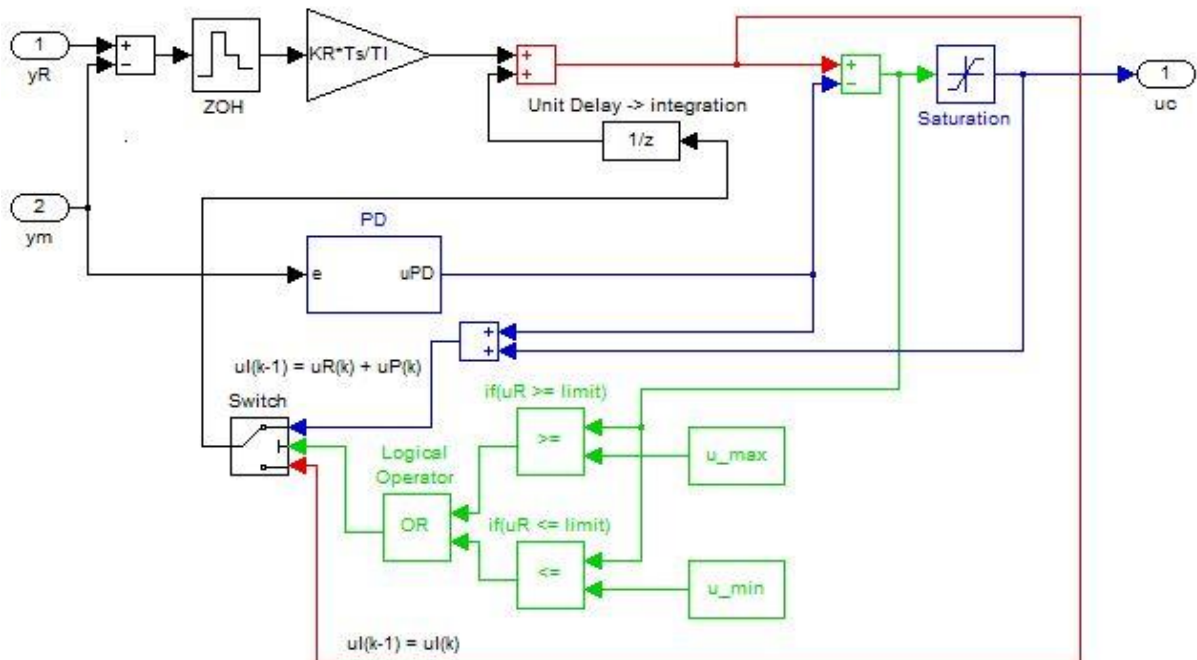 1
yR
+
-
ZOH
KR*Ts/TI
+
+
+
-
Saturation
1
uc
Unit Delay -> integration
1/z
2
ym
PD
e
uPD
+
+
uI(k-1) = uR(k) + uP(k)
Switch
if(uR >= limit)
>=
u_max
Logical
Operator
OR
if(uR <= limit)
<=
u_min
uI(k-1) = uI(k)